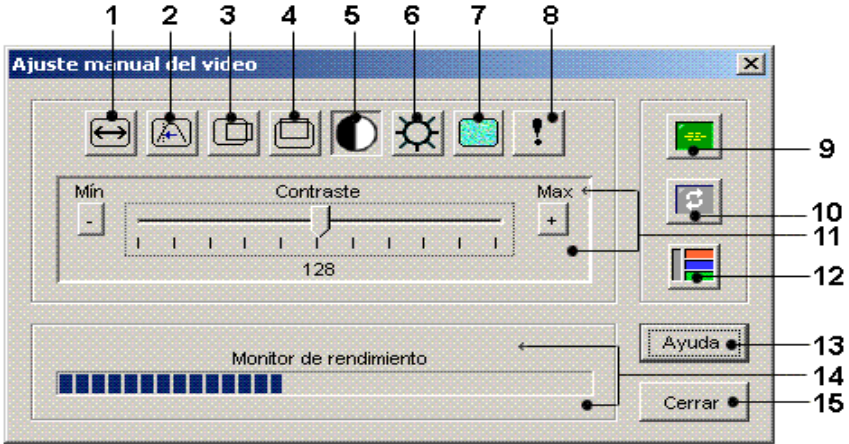 1 2 3 4 5 6 7 8
Ajuste manual del video
Mín Contraste Max
- +
128
9
10
11
12
Monitor de rendimiento
Ayuda 13
14
Cerrar 15